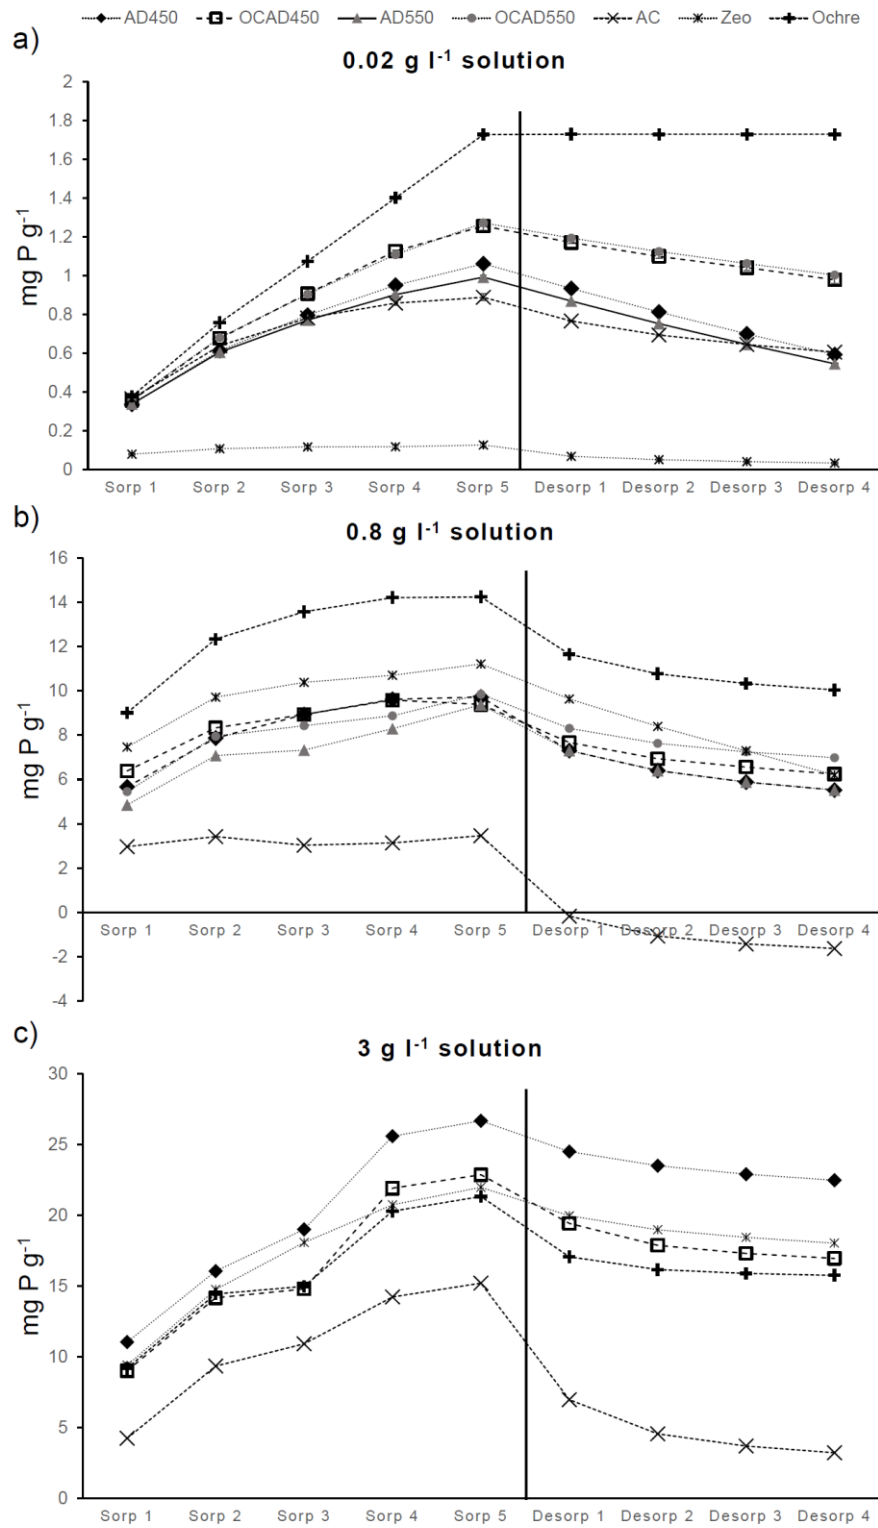 AD450 OCAD450 AD550 OCAD550 AC Zeo Ochre
a)
0.02 g l⁻¹ solution
2
1.8
1.6
1.4
1.2
1
0.8
0.6
0.4
0.2
0
mg P g⁻¹
Sorp 1 Sorp 2 Sorp 3 Sorp 4 Sorp 5 Desorp 1 Desorp 2 Desorp 3 Desorp 4
b)
0.8 g l⁻¹ solution
16
14
12
10
8
6
4
2
0
-2
-4
mg P g⁻¹
Sorp 1 Sorp 2 Sorp 3 Sorp 4 Sorp 5 Desorp 1 Desorp 2 Desorp 3 Desorp 4
c)
3 g l⁻¹ solution
30
25
20
15
10
5
0
mg P g⁻¹
Sorp 1 Sorp 2 Sorp 3 Sorp 4 Sorp 5 Desorp 1 Desorp 2 Desorp 3 Desorp 4